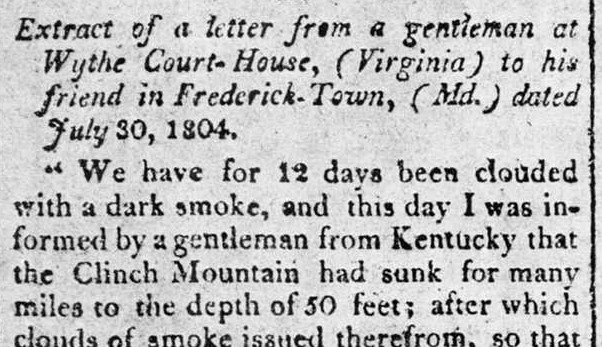 Extract of a letter from a gentleman at
Wythe Court-House, (Virginia) to his
friend in Frederick-Town, (Md.) dated
July 30, 1804.
"We have for 12 days been clouded
with a dark smoke, and this day I was in-
formed by a gentleman from Kentucky that
the Clinch Mountain had sunk for many
miles to the depth of 50 feet; after which
clouds of smoke issued therefrom, so that